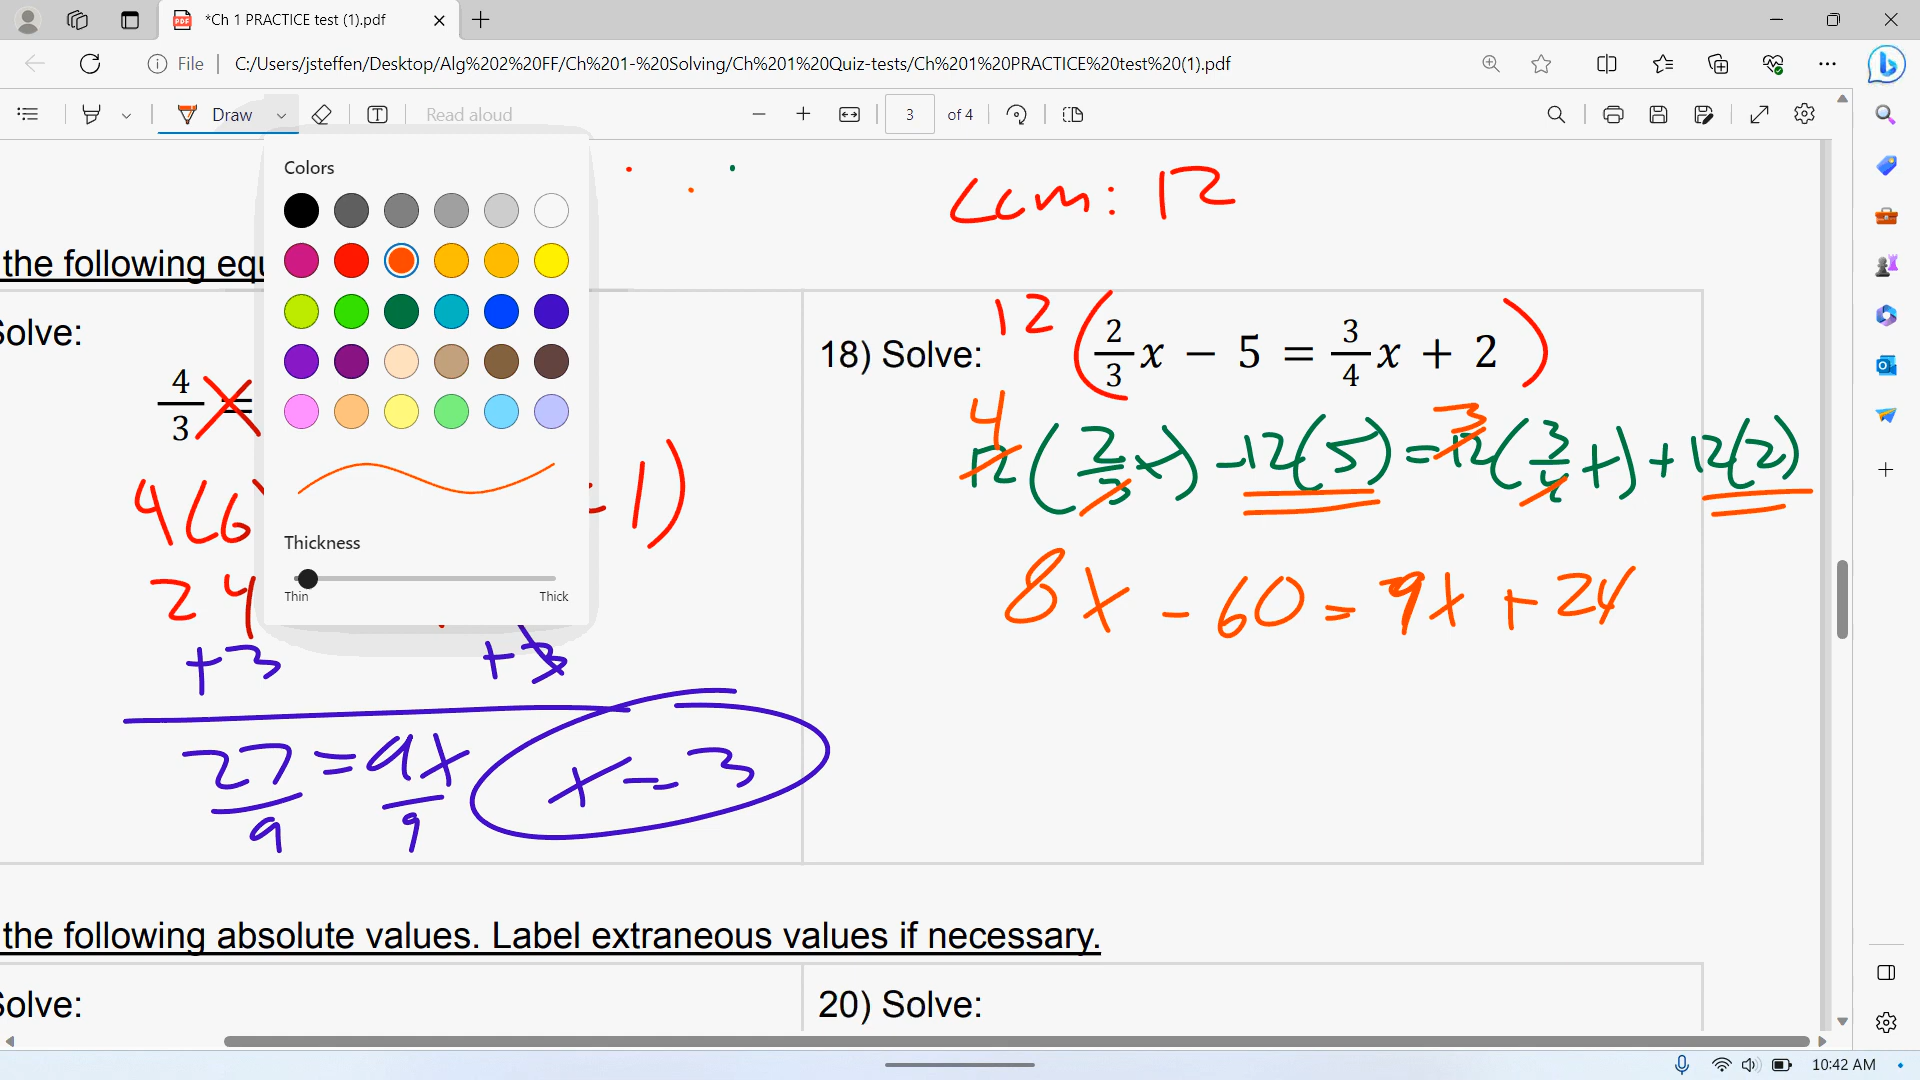 *Ch 1 PRACTICE test (1).pdf
File
C:/Users/jsteffen/Desktop/Alg%202%20FF/Ch%201-%20Solving/Ch%201%20Quiz-tests/Ch%201%20PRACTICE%20test%20(1).pdf
Draw
Read aloud
3 of 4
Colors
Thickness
Thin Thick
LCM: 12
the following equ
Solve:
4/3 =
4(6
- 1)
24
+3 +3
27 = 9x
9 9
x = 3
18) Solve: 12 ( 2/3 x − 5 = 3/4 x + 2 )
4 3
12 ( 2/3 x ) - 12(5) = 12 ( 3/4 x ) + 12(2)
8x - 60 = 9x + 24
the following absolute values. Label extraneous values if necessary.
Solve:
20) Solve:
10:42 AM